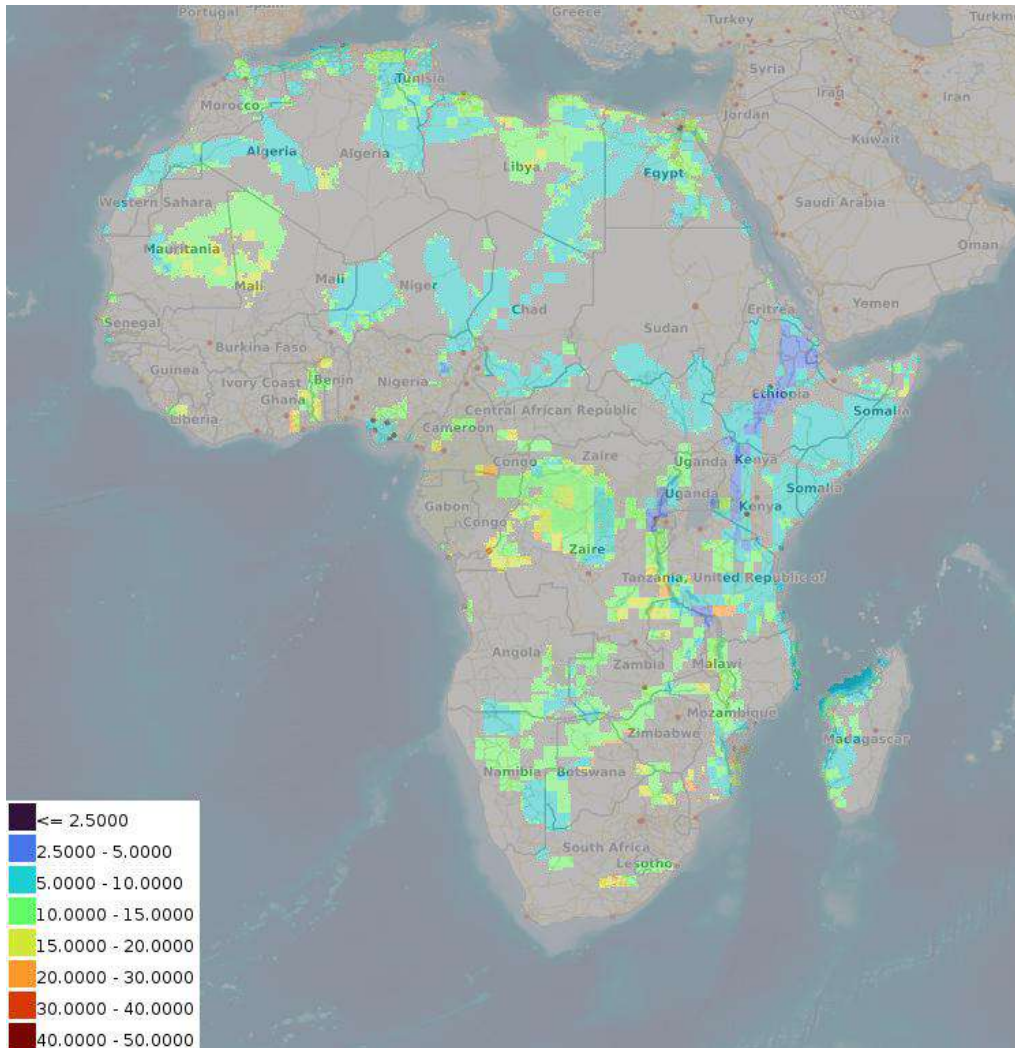 Portugal
Greece
Turkey
Turkm
Syria
Tunisia
Iraq
Iran
Morocco
Jordan
Kuwait
Algeria
Algeria
Libya
Egypt
Western Sahara
Saudi Arabia
Mauritania
Oman
Mali
Mali
Niger
Chad
Eritrea
Yemen
Senegal
Sudan
Burkina Faso
Guinea
Ivory Coast
Benin
Nigeria
Ethiopia
Ghana
Somalia
Liberia
Central African Republic
Cameroon
Zaire
Congo
Uganda
Kenya
Uganda
Somalia
Gabon
Kenya
Congo
Zaire
Tanzania, United Republic of
Angola
Zambia
Malawi
Mozambique
Zimbabwe
Madagascar
Namibia
Botswana
South Africa
Lesotho
<= 2.5000
2.5000 - 5.0000
5.0000 - 10.0000
10.0000 - 15.0000
15.0000 - 20.0000
20.0000 - 30.0000
30.0000 - 40.0000
40.0000 - 50.0000